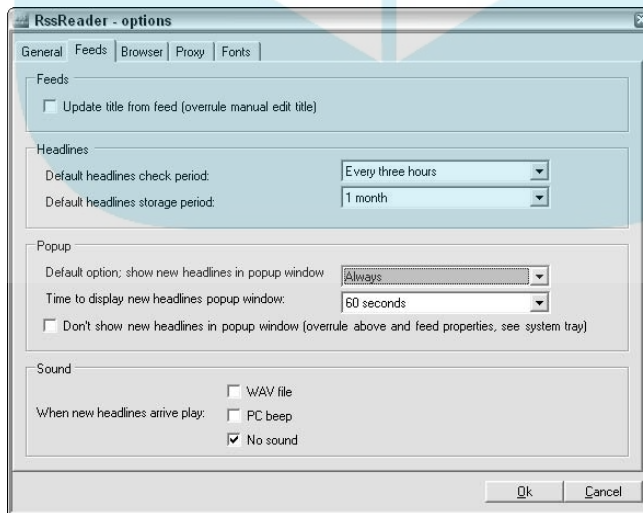 RssReader - options
General Feeds Browser Proxy Fonts
Feeds
Update title from feed (overrule manual edit title)
Headlines
Default headlines check period: Every three hours
Default headlines storage period: 1 month
Popup
Default option; show new headlines in popup window Always
Time to display new headlines popup window: 60 seconds
Don't show new headlines in popup window (overrule above and feed properties, see system tray)
Sound
WAV file
When new headlines arrive play: PC beep
No sound
Ok Cancel